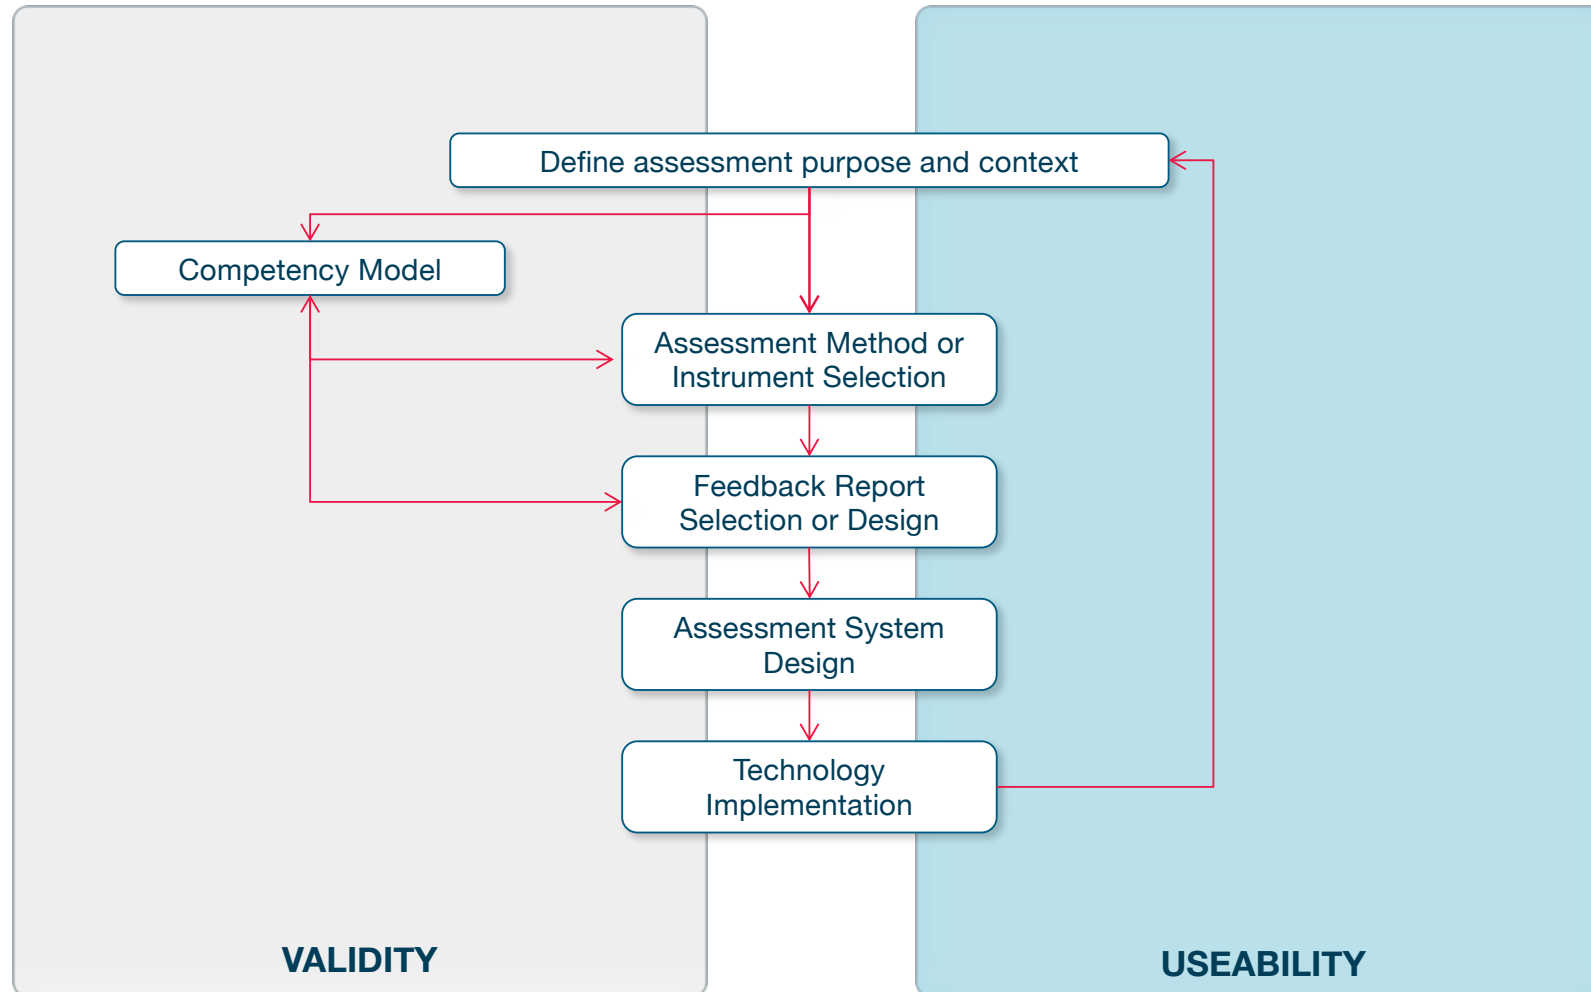 Define assessment purpose and context
Competency Model
Assessment Method or
Instrument Selection
Feedback Report
Selection or Design
Assessment System
Design
Technology
Implementation
VALIDITY
USEABILITY